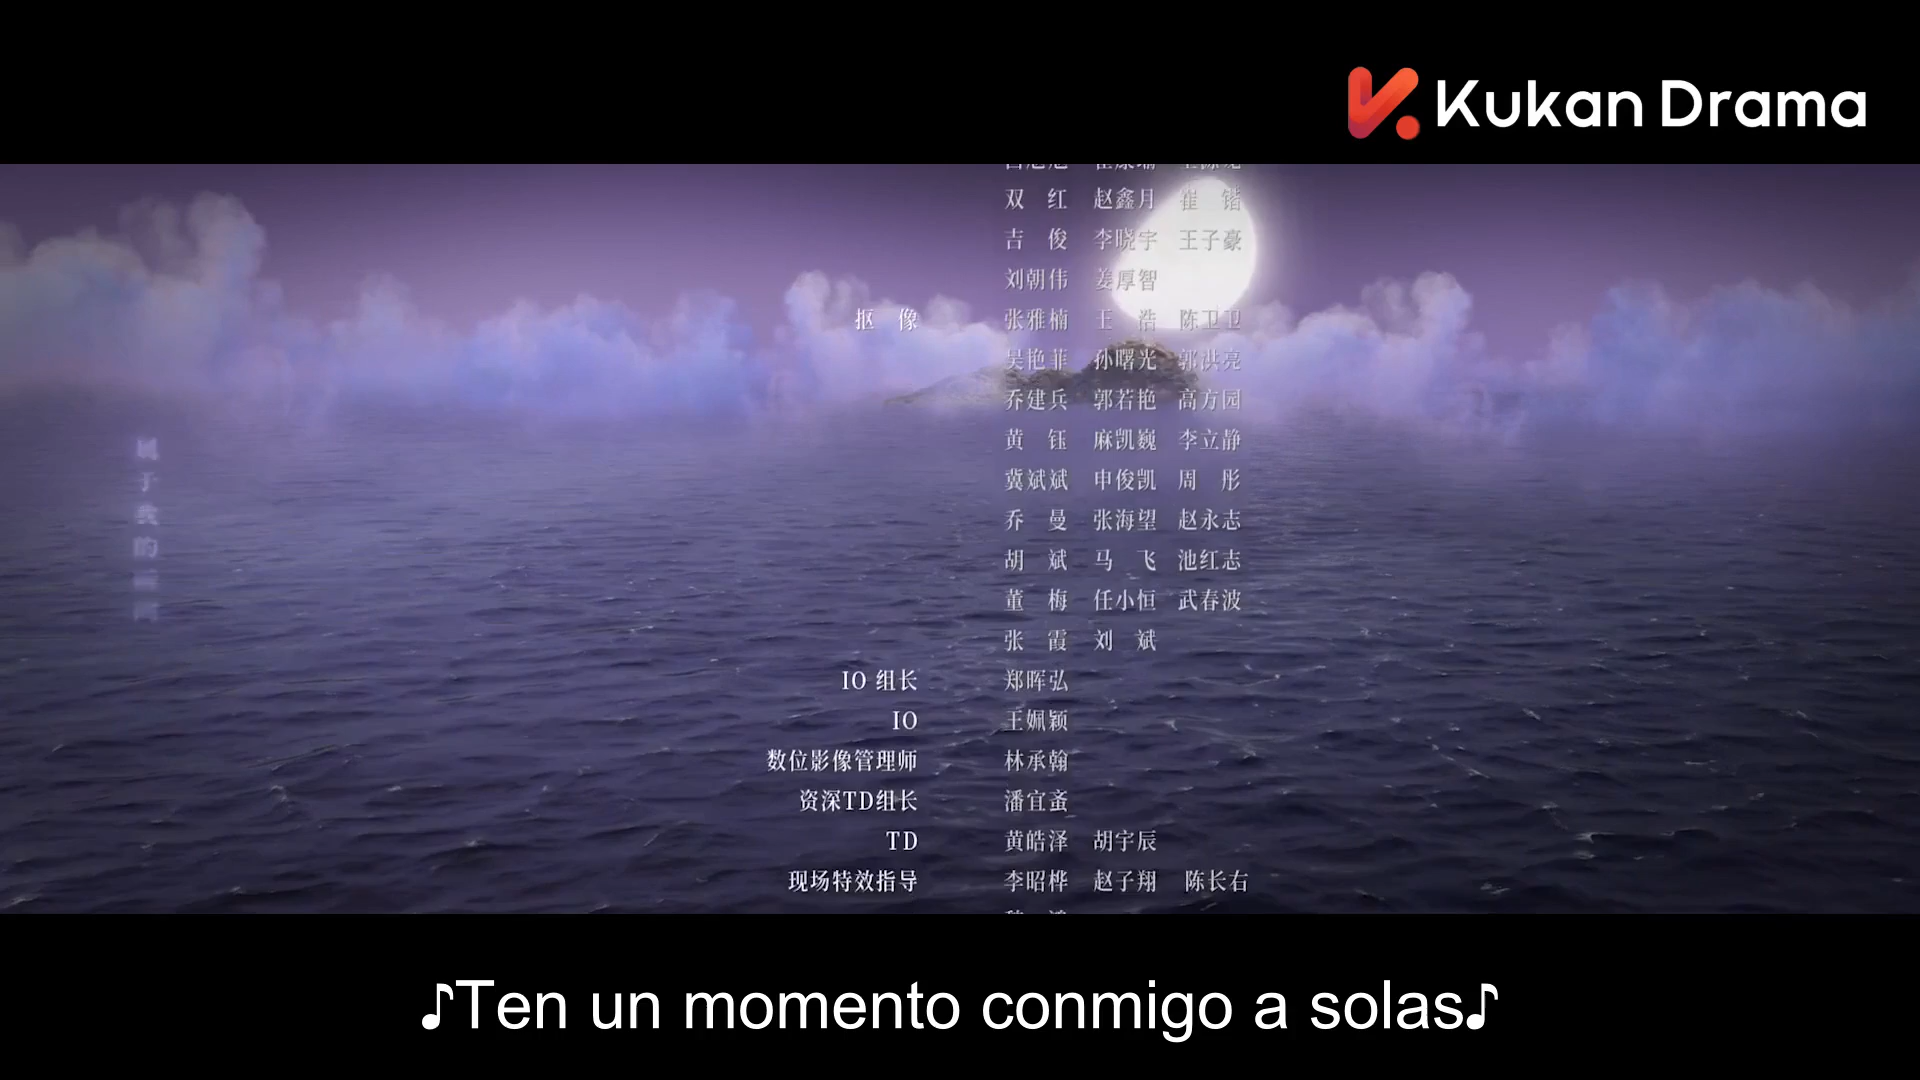 Kukan Drama
双 红 赵鑫月 崔 锴
吉 俊 李晓宇 王子豪
刘朝伟 姜厚智
抠 像 张雅楠 王 浩 陈卫卫
吴艳菲 孙曙光 郭洪亮
乔建兵 郭若艳 高方园
黄 钰 麻凯巍 李立静
冀斌斌 申俊凯 周 彤
乔 曼 张海望 赵永志
胡 斌 马 飞 池红志
董 梅 任小恒 武春波
张 霞 刘 斌
IO 组长 郑晖弘
IO 王姵颖
数位影像管理师 林承翰
资深TD组长 潘宜蓁
TD 黄皓泽 胡宇辰
现场特效指导 李昭桦 赵子翔 陈长右
属于我的
♪Ten un momento conmigo a solas♪